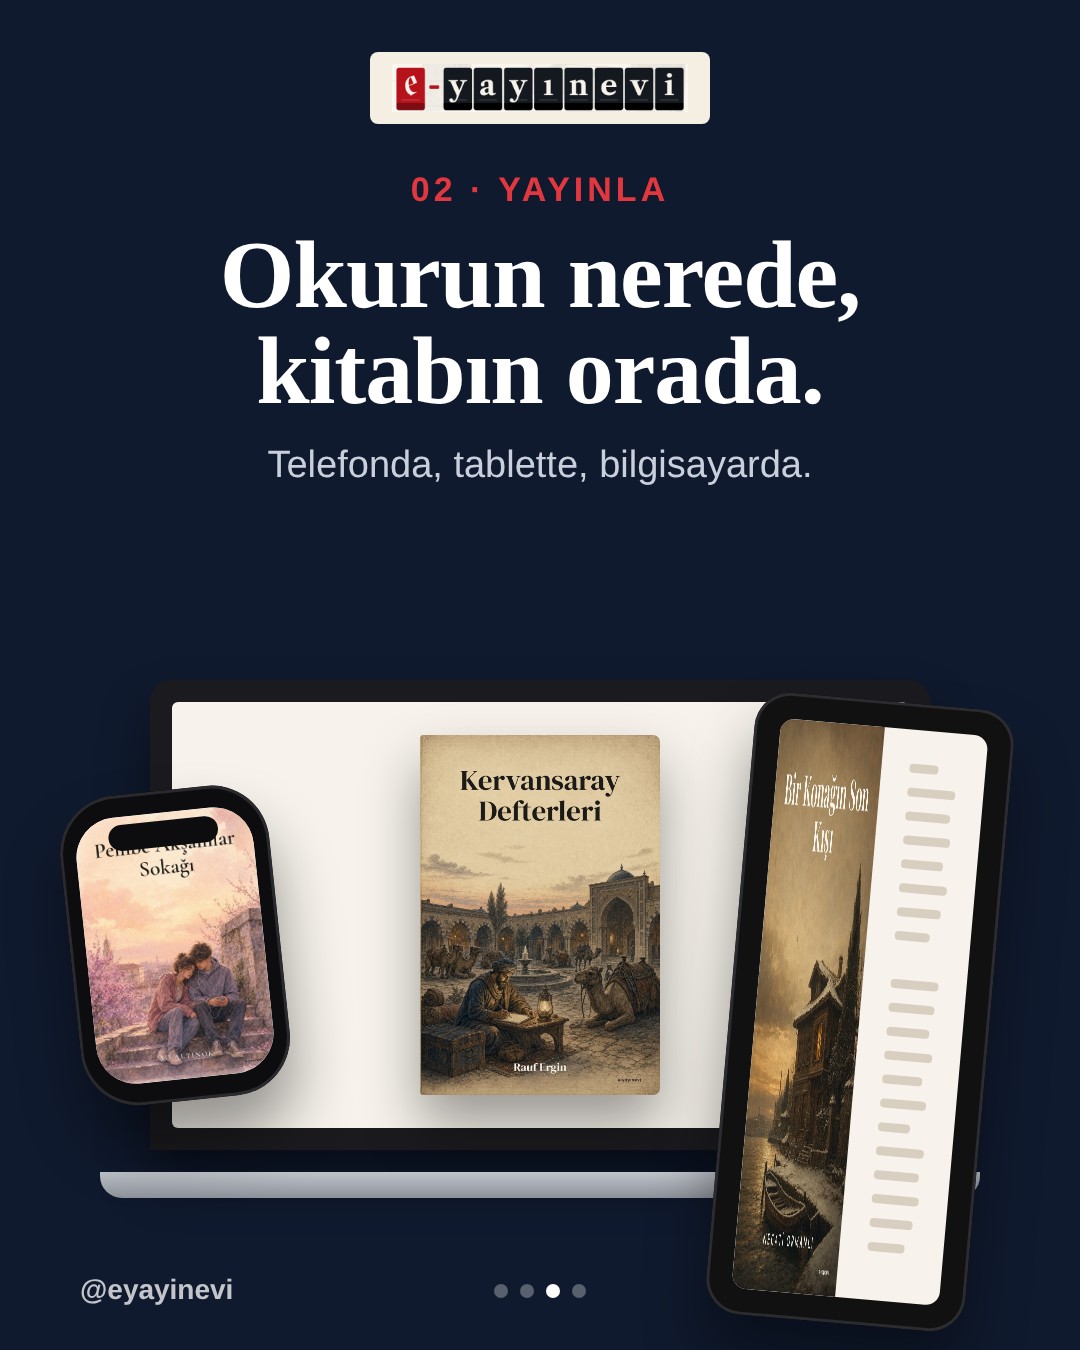 e-yayınevi
02 · YAYINLA
Okurun nerede,
kitabın orada.
Telefonda, tablette, bilgisayarda.
Kervansaray
Defterleri
Rauf Ergin
Sokağı
Bir Konağın Son
Kişi
@eyayinevi